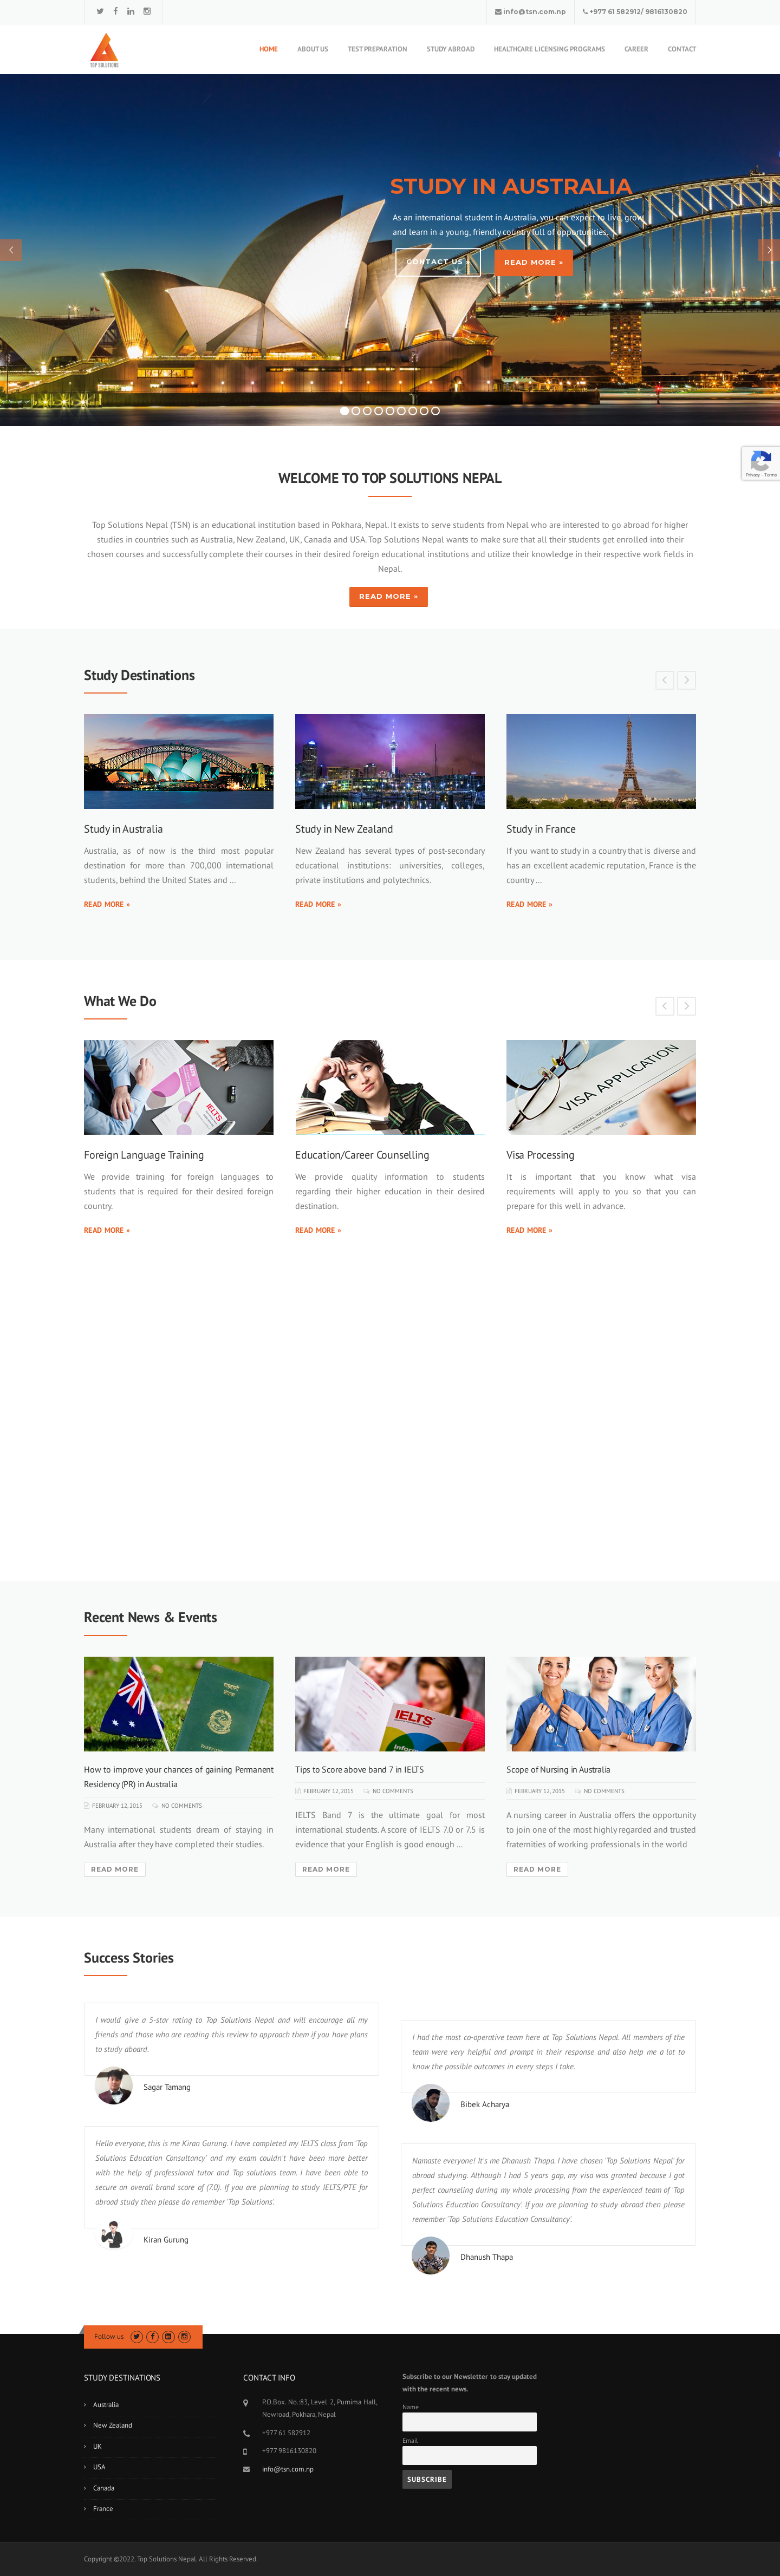 info@tsn.com.np
+977 61 582912/ 9816130820
TOP SOLUTIONS
HOME
ABOUT US
TEST PREPARATION
STUDY ABROAD
HEALTHCARE LICENSING PROGRAMS
CAREER
CONTACT
STUDY IN AUSTRALIA
As an international student in Australia, you can expect to live, grow
and learn in a young, friendly country full of opportunities.
CONTACT US »
READ MORE »
Privacy - Terms
WELCOME TO TOP SOLUTIONS NEPAL
Top Solutions Nepal (TSN) is an educational institution based in Pokhara, Nepal. It exists to serve students from Nepal who are interested to go abroad for higher
studies in countries such as Australia, New Zealand, UK, Canada and USA. Top Solutions Nepal wants to make sure that all their students get enrolled into their
chosen courses and successfully complete their courses in their desired foreign educational institutions and utilize their knowledge in their respective work fields in
Nepal.
READ MORE »
Study Destinations
Study in Australia
Australia, as of now is the third most popular
destination for more than 700,000 international
students, behind the United States and ...
READ MORE »
Study in New Zealand
New Zealand has several types of post-secondary
educational institutions: universities, colleges,
private institutions and polytechnics.
READ MORE »
Study in France
If you want to study in a country that is diverse and
has an excellent academic reputation, France is the
country ...
READ MORE »
What We Do
IELTS
VISA APPLICATION
Foreign Language Training
We provide training for foreign languages to
students that is required for their desired foreign
country.
READ MORE »
Education/Career Counselling
We provide quality information to students
regarding their higher education in their desired
destination.
READ MORE »
Visa Processing
It is important that you know what visa
requirements will apply to you so that you can
prepare for this well in advance.
READ MORE »
Recent News & Events
IELTS
How to improve your chances of gaining Permanent
Residency (PR) in Australia
FEBRUARY 12, 2015
NO COMMENTS
Many international students dream of staying in
Australia after they have completed their studies.
READ MORE
Tips to Score above band 7 in IELTS
FEBRUARY 12, 2015
NO COMMENTS
IELTS Band 7 is the ultimate goal for most
international students. A score of IELTS 7.0 or 7.5 is
evidence that your English is good enough ...
READ MORE
Scope of Nursing in Australia
FEBRUARY 12, 2015
NO COMMENTS
A nursing career in Australia offers the opportunity
to join one of the most highly regarded and trusted
fraternities of working professionals in the world
READ MORE
Success Stories
I would give a 5-star rating to Top Solutions Nepal and will encourage all my
friends and those who are reading this review to approach them if you have plans
to study aboard.
Sagar Tamang
I had the most co-operative team here at Top Solutions Nepal. All members of the
team were very helpful and prompt in their response and also help me a lot to
know the possible outcomes in every steps I take.
Bibek Acharya
Hello everyone, this is me Kiran Gurung. I have completed my IELTS class from 'Top
Solutions Education Consultancy' and my exam couldn't have been more better
with the help of professional tutor and Top solutions team. I have been able to
secure an overall brand score of (7.0). If you are planning to study IELTS/PTE for
abroad study then please do remember 'Top Solutions'.
Kiran Gurung
Namaste everyone! It's me Dhanush Thapa. I have chosen 'Top Solutions Nepal' for
abroad studying. Although I had 5 years gap, my visa was granted because I got
perfect counseling during my whole processing from the experienced team of 'Top
Solutions Education Consultancy'. If you are planning to study abroad then please
remember 'Top Solutions Education Consultancy'.
Dhanush Thapa
Follow us
STUDY DESTINATIONS
Australia
New Zealand
UK
USA
Canada
France
CONTACT INFO
P.O.Box. No.:83, Level 2, Purnima Hall,
Newroad, Pokhara, Nepal
+977 61 582912
+977 9816130820
info@tsn.com.np
Subscribe to our Newsletter to stay updated
with the recent news.
Name
Email
SUBSCRIBE
Copyright ©2022. Top Solutions Nepal. All Rights Reserved.